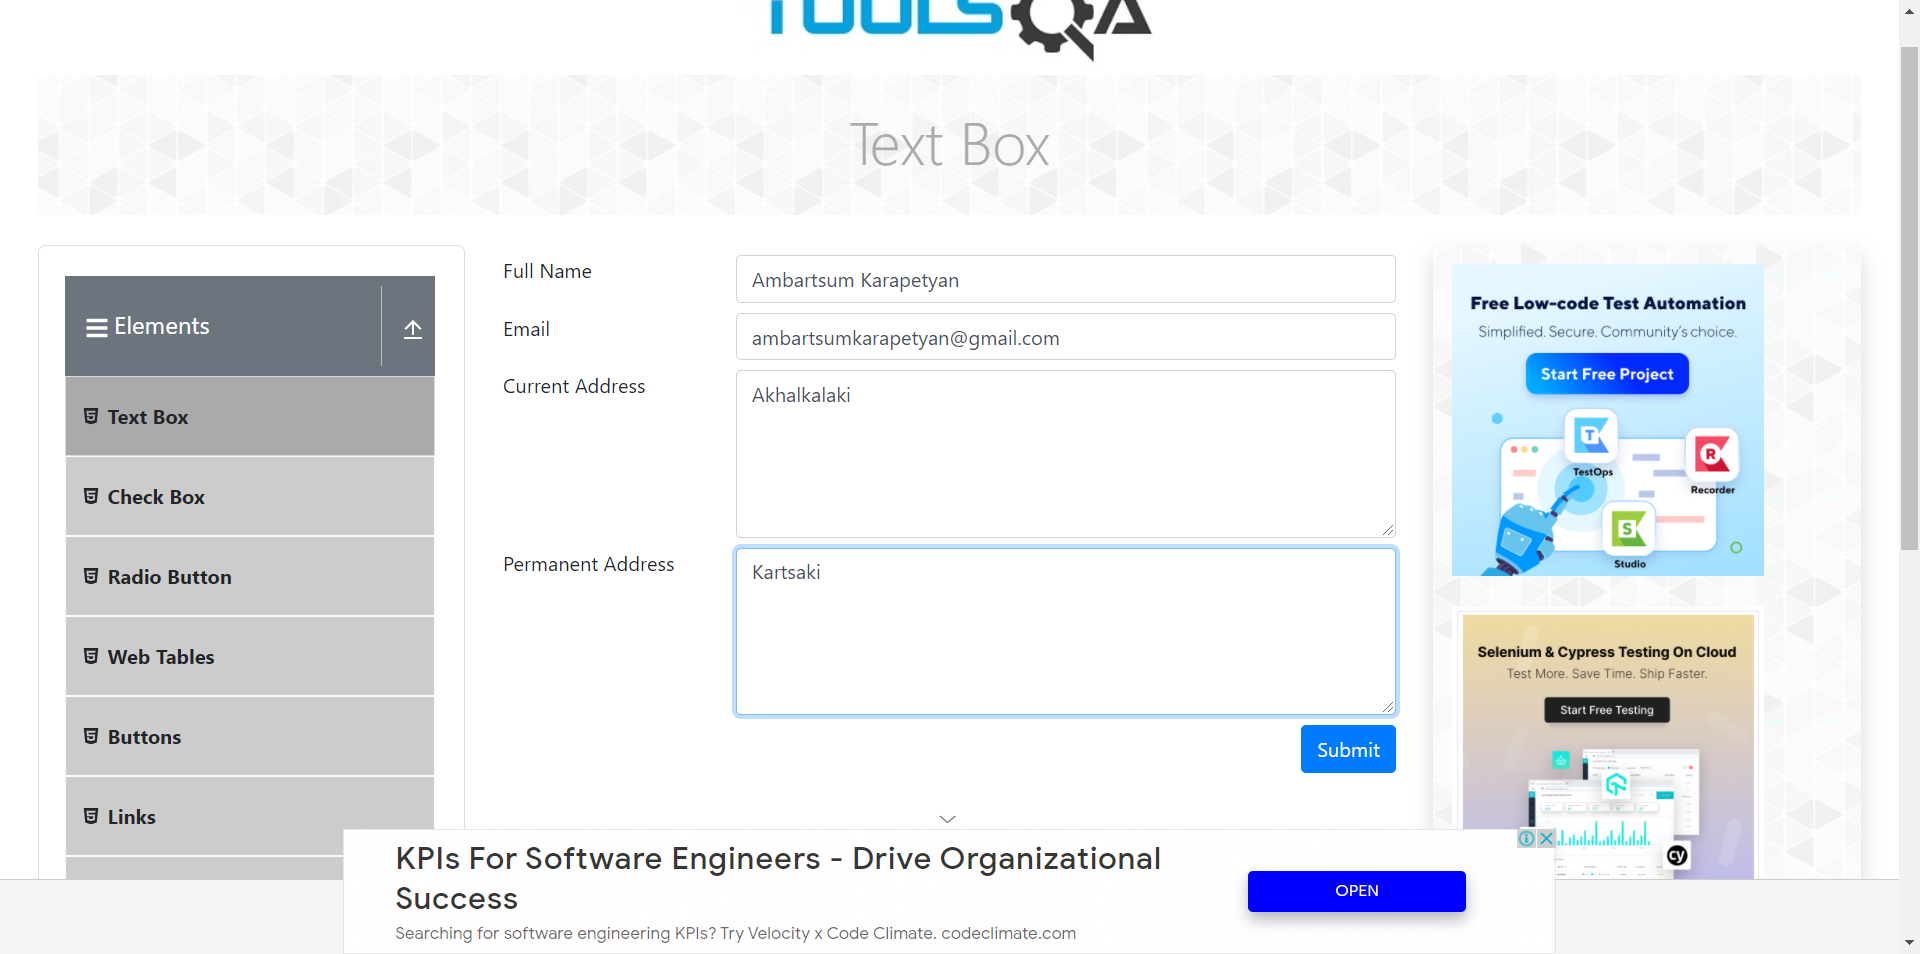 TOOLSQA
Text Box
Elements
Text Box
Check Box
Radio Button
Web Tables
Buttons
Links
Full Name
Ambartsum Karapetyan
Email
ambartsumkarapetyan@gmail.com
Current Address
Akhalkalaki
Permanent Address
Kartsaki
Submit
Free Low-code Test Automation
Simplified. Secure. Community's choice.
Start Free Project
T
TestOps
R
Recorder
S
Studio
Selenium & Cypress Testing On Cloud
Test More. Save Time. Ship Faster.
Start Free Testing
cy
KPIs For Software Engineers - Drive Organizational
Success
Searching for software engineering KPIs? Try Velocity x Code Climate. codeclimate.com
OPEN